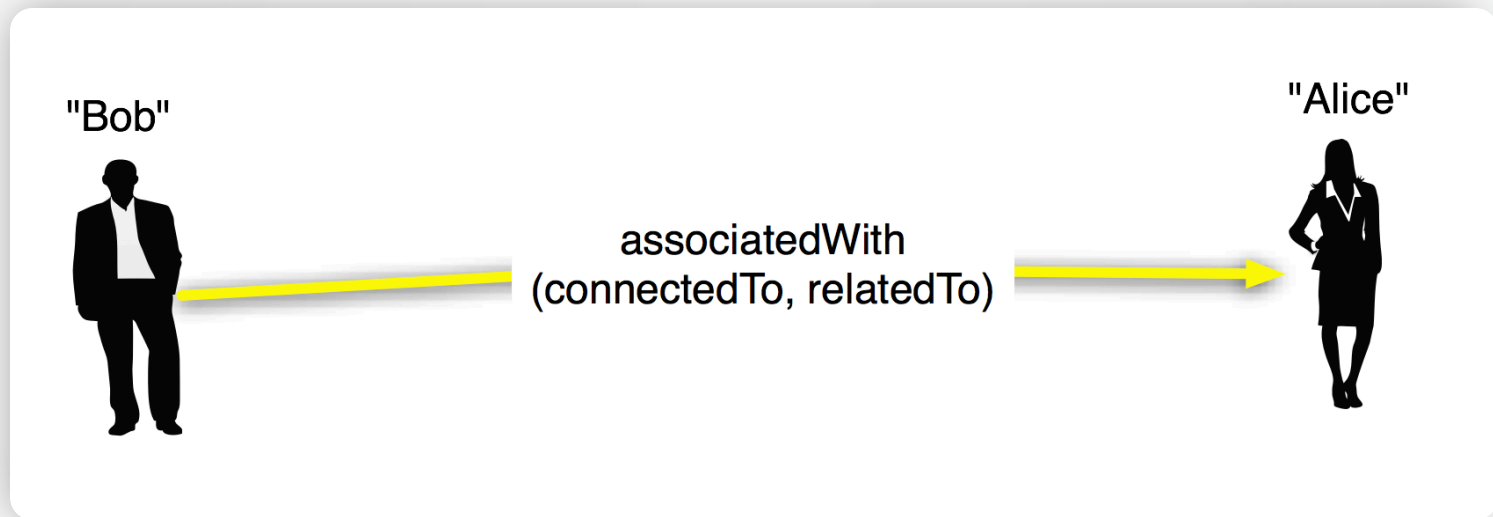 "Bob"
"Alice"
associatedWith
(connectedTo, relatedTo)